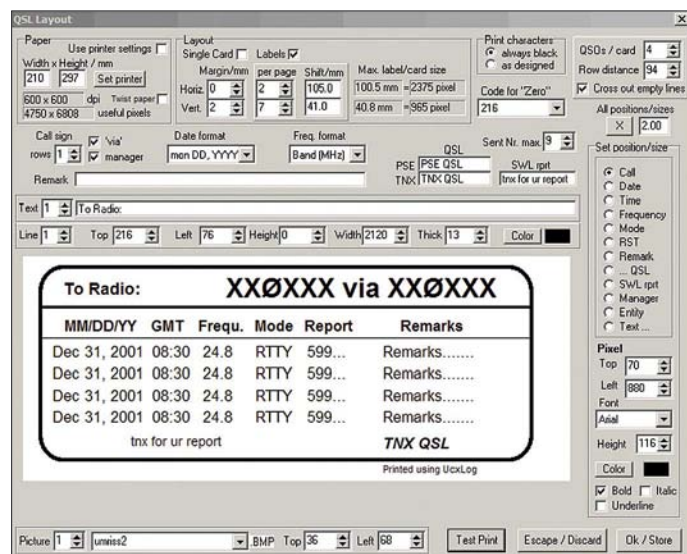 QSL Layout
Paper
Use printer settings
Width x Height / mm
210 297 Set printer
600 x 600 dpi Twist paper
4750 x 6808 useful pixels
Layout
Single Card Labels
Margin/mm per page Shift/mm Max. label/card size
Horiz. 0 2 105.0 100.5 mm =2375 pixel
Vert. 2 7 41.0 40.8 mm =965 pixel
Print characters
always black
as designed
Code for "Zero"
216
QSOs / card 4
Row distance 94
Cross out empty lines
All positions/sizes
X 2.00
Call sign
rows 1 'via'
manager
Date format
mon DD, YYYY
Freq. format
Band (MHz)
Sent Nr. max. 9
QSL
PSE PSE QSL
TNX TNX QSL
SWL rprt
tnx for ur report
Remark
Text 1 To Radio:
Line 1 Top 216 Left 76 Height 0 Width 2120 Thick 13 Color
To Radio: XXØXXX via XXØXXX
MM/DD/YY GMT Frequ. Mode Report Remarks
Dec 31, 2001 08:30 24.8 RTTY 599... Remarks.......
Dec 31, 2001 08:30 24.8 RTTY 599... Remarks.......
Dec 31, 2001 08:30 24.8 RTTY 599... Remarks.......
Dec 31, 2001 08:30 24.8 RTTY 599... Remarks.......
tnx for ur report TNX QSL
Printed using UcxLog
Set position/size
Call
Date
Time
Frequency
Mode
RST
Remark
... QSL
SWL rprt
Manager
Entity
Text ...
Pixel
Top 70
Left 880
Font
Arial
Height 116
Color
Bold Italic
Underline
Picture 1 umriss2 .BMP Top 36 Left 68 Test Print Escape / Discard Ok / Store